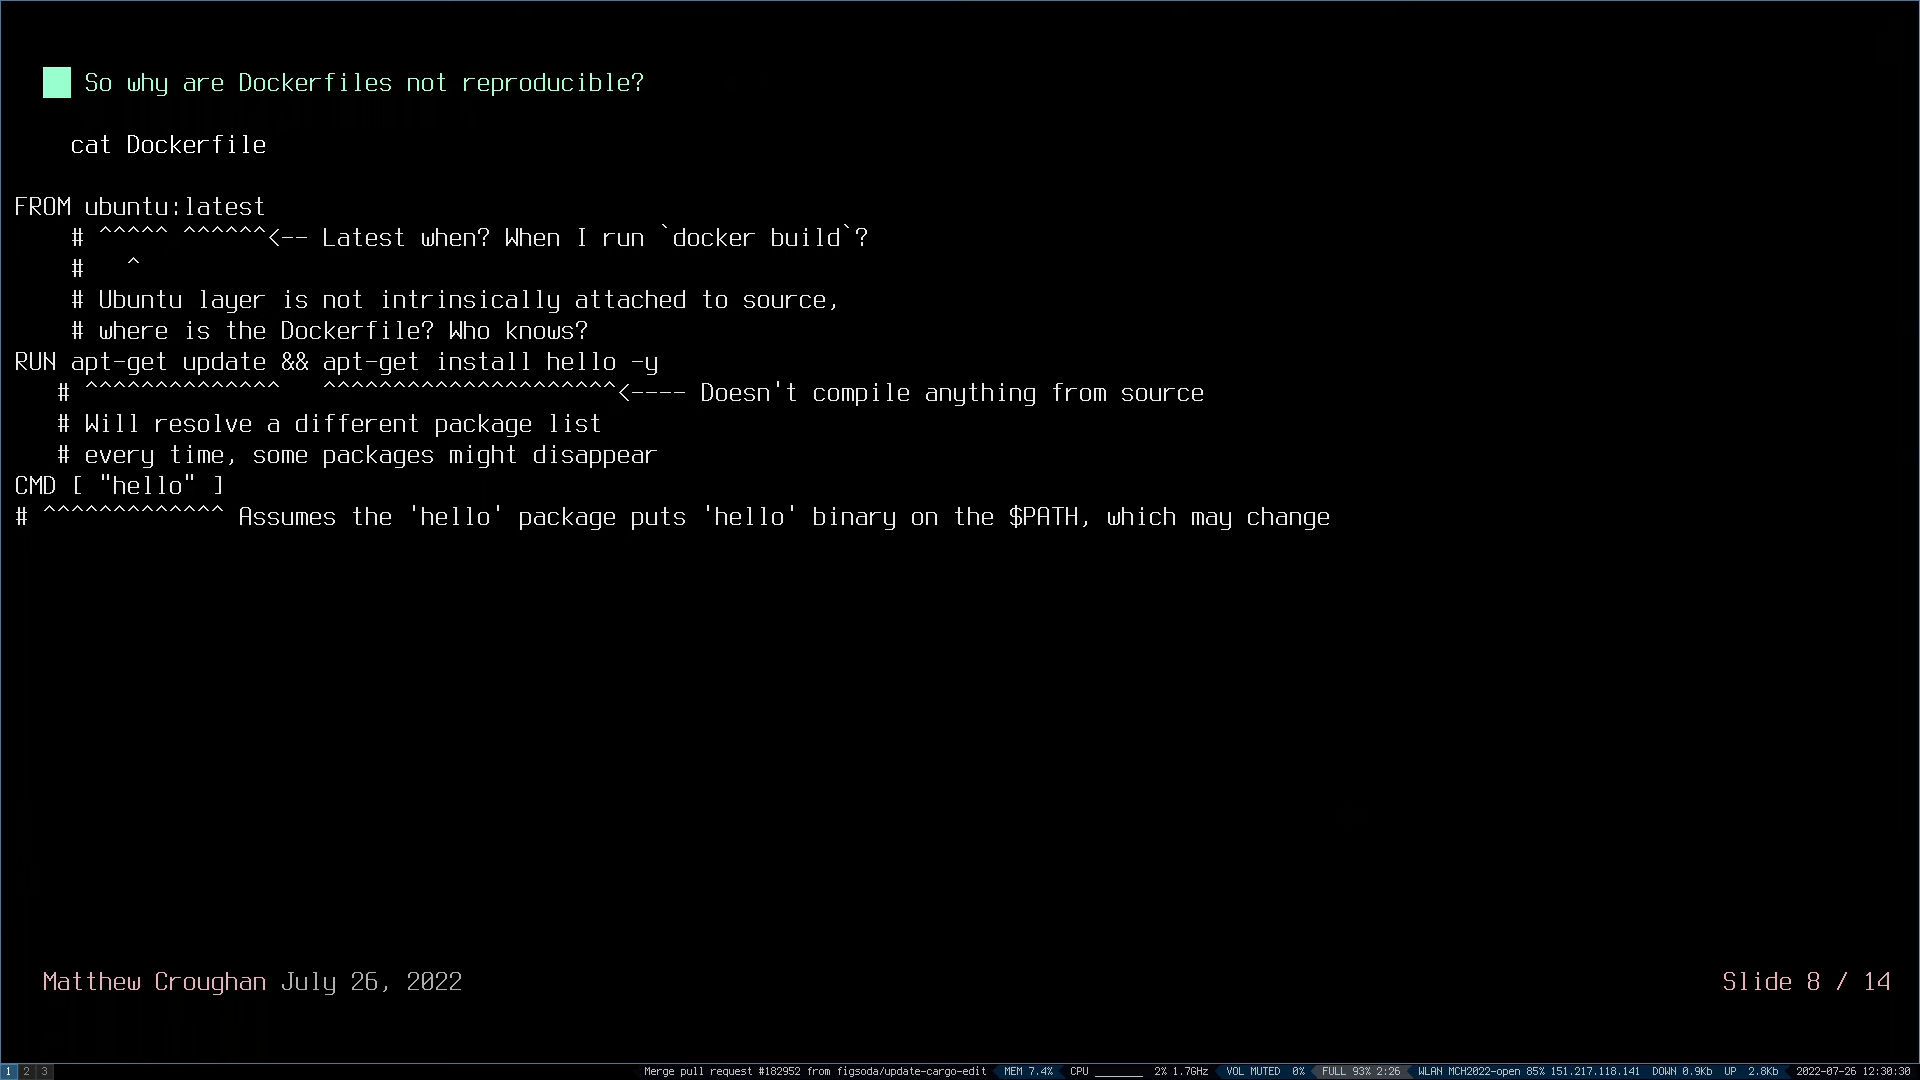 So why are Dockerfiles not reproducible?
cat Dockerfile
FROM ubuntu:latest
# ^^^^^ ^^^^^^<-- Latest when? When I run `docker build`?
#   ^
# Ubuntu layer is not intrinsically attached to source,
# where is the Dockerfile? Who knows?
RUN apt-get update && apt-get install hello -y
# ^^^^^^^^^^^^^^   ^^^^^^^^^^^^^^^^^^^^^<---- Doesn't compile anything from source
# Will resolve a different package list
# every time, some packages might disappear
CMD [ "hello" ]
# ^^^^^^^^^^^^^ Assumes the 'hello' package puts 'hello' binary on the $PATH, which may change
Matthew Croughan July 26, 2022
Slide 8 / 14
1 2 3 Merge pull request #182952 from figsoda/update-cargo-edit MEM 7.4% CPU ________ 2% 1.7GHz VOL MUTED 0% FULL 93% 2:26 WLAN MCH2022-open 85% 151.217.118.141 DOWN 0.9Kb UP 2.8Kb 2022-07-26 12:30:30